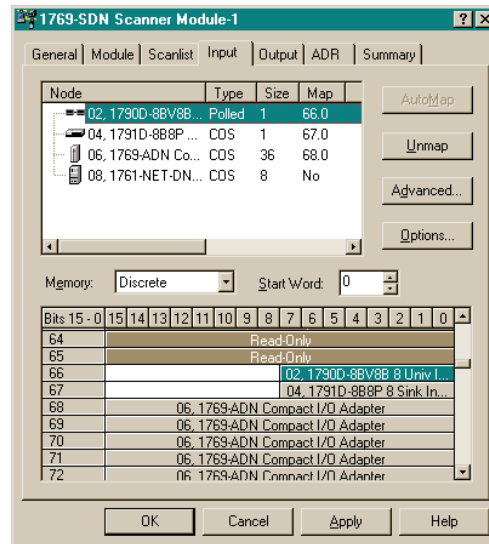 1769-SDN Scanner Module-1
General Module Scanlist Input Output ADR Summary
Node Type Size Map
02, 1790D-8BV8B... Polled 1 66.0
04, 1791D-8B8P ... COS 1 67.0
06, 1769-ADN Co... COS 36 68.0
08, 1761-NET-DN... COS 8 No
AutoMap
Unmap
Advanced...
Options...
Memory: Discrete Start Word: 0
Bits 15 - 0 15 14 13 12 11 10 9 8 7 6 5 4 3 2 1 0
64 Read-Only
65 Read-Only
66 02, 1790D-8BV8B 8 Univ I...
67 04, 1791D-8B8P 8 Sink In...
68 06, 1769-ADN Compact I/O Adapter
69 06, 1769-ADN Compact I/O Adapter
70 06, 1769-ADN Compact I/O Adapter
71 06, 1769-ADN Compact I/O Adapter
72 06, 1769-ADN Compact I/O Adapter
OK Cancel Apply Help